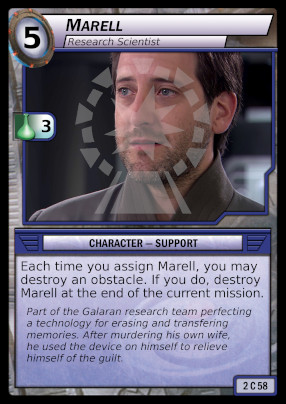 5
MARELL
Research Scientist
3
CHARACTER – SUPPORT
Each time you assign Marell, you may
destroy an obstacle. If you do, destroy
Marell at the end of the current mission.
Part of the Galaran research team perfecting
a technology for erasing and transfering
memories. After murdering his own wife,
he used the device on himself to relieve
himself of the guilt.
2 C 58